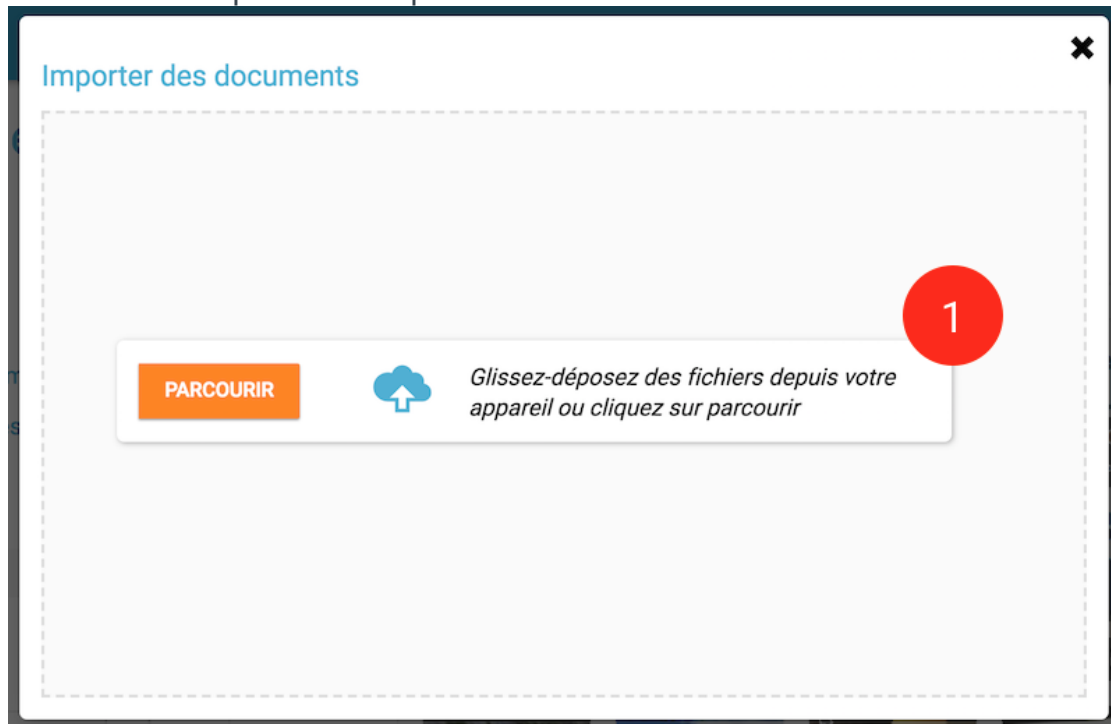 Importer des documents
1
PARCOURIR
Glissez-déposez des fichiers depuis votre
appareil ou cliquez sur parcourir